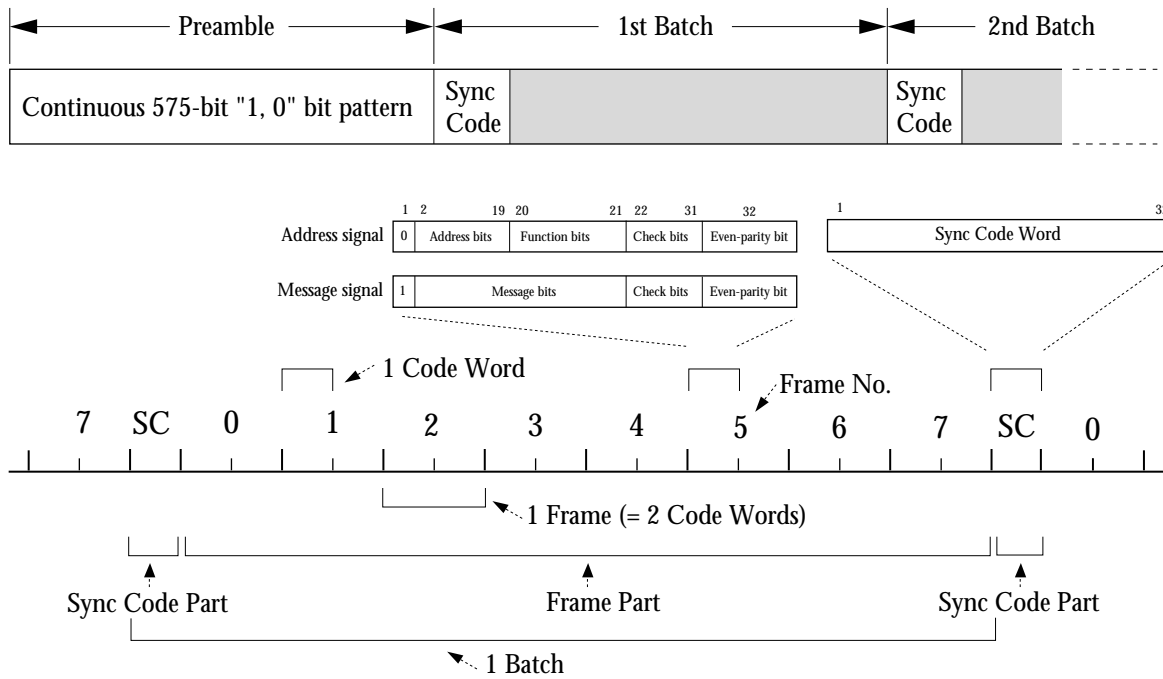 Preamble 1st Batch 2nd Batch
Continuous 575-bit "1, 0" bit pattern
Sync
Code
Sync
Code
1 2 19 20 21 22 31 32
Address signal 0 Address bits Function bits Check bits Even-parity bit
Message signal 1 Message bits Check bits Even-parity bit
1
Sync Code Word
1 Code Word
Frame No.
7 SC 0 1 2 3 4 5 6 7 SC 0
1 Frame (= 2 Code Words)
Sync Code Part Frame Part Sync Code Part
1 Batch